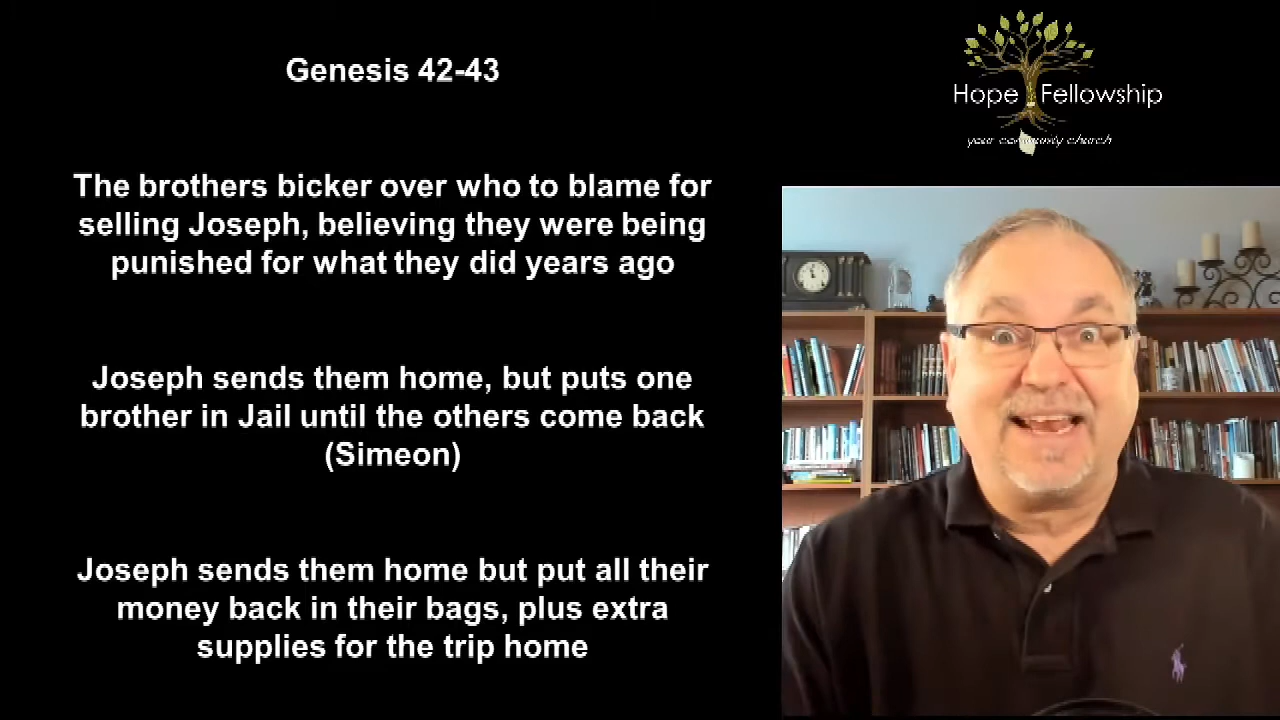 Genesis 42-43
The brothers bicker over who to blame for
selling Joseph, believing they were being
punished for what they did years ago
Joseph sends them home, but puts one
brother in Jail until the others come back
(Simeon)
Joseph sends them home but put all their
money back in their bags, plus extra
supplies for the trip home
Hope Fellowship
your community church